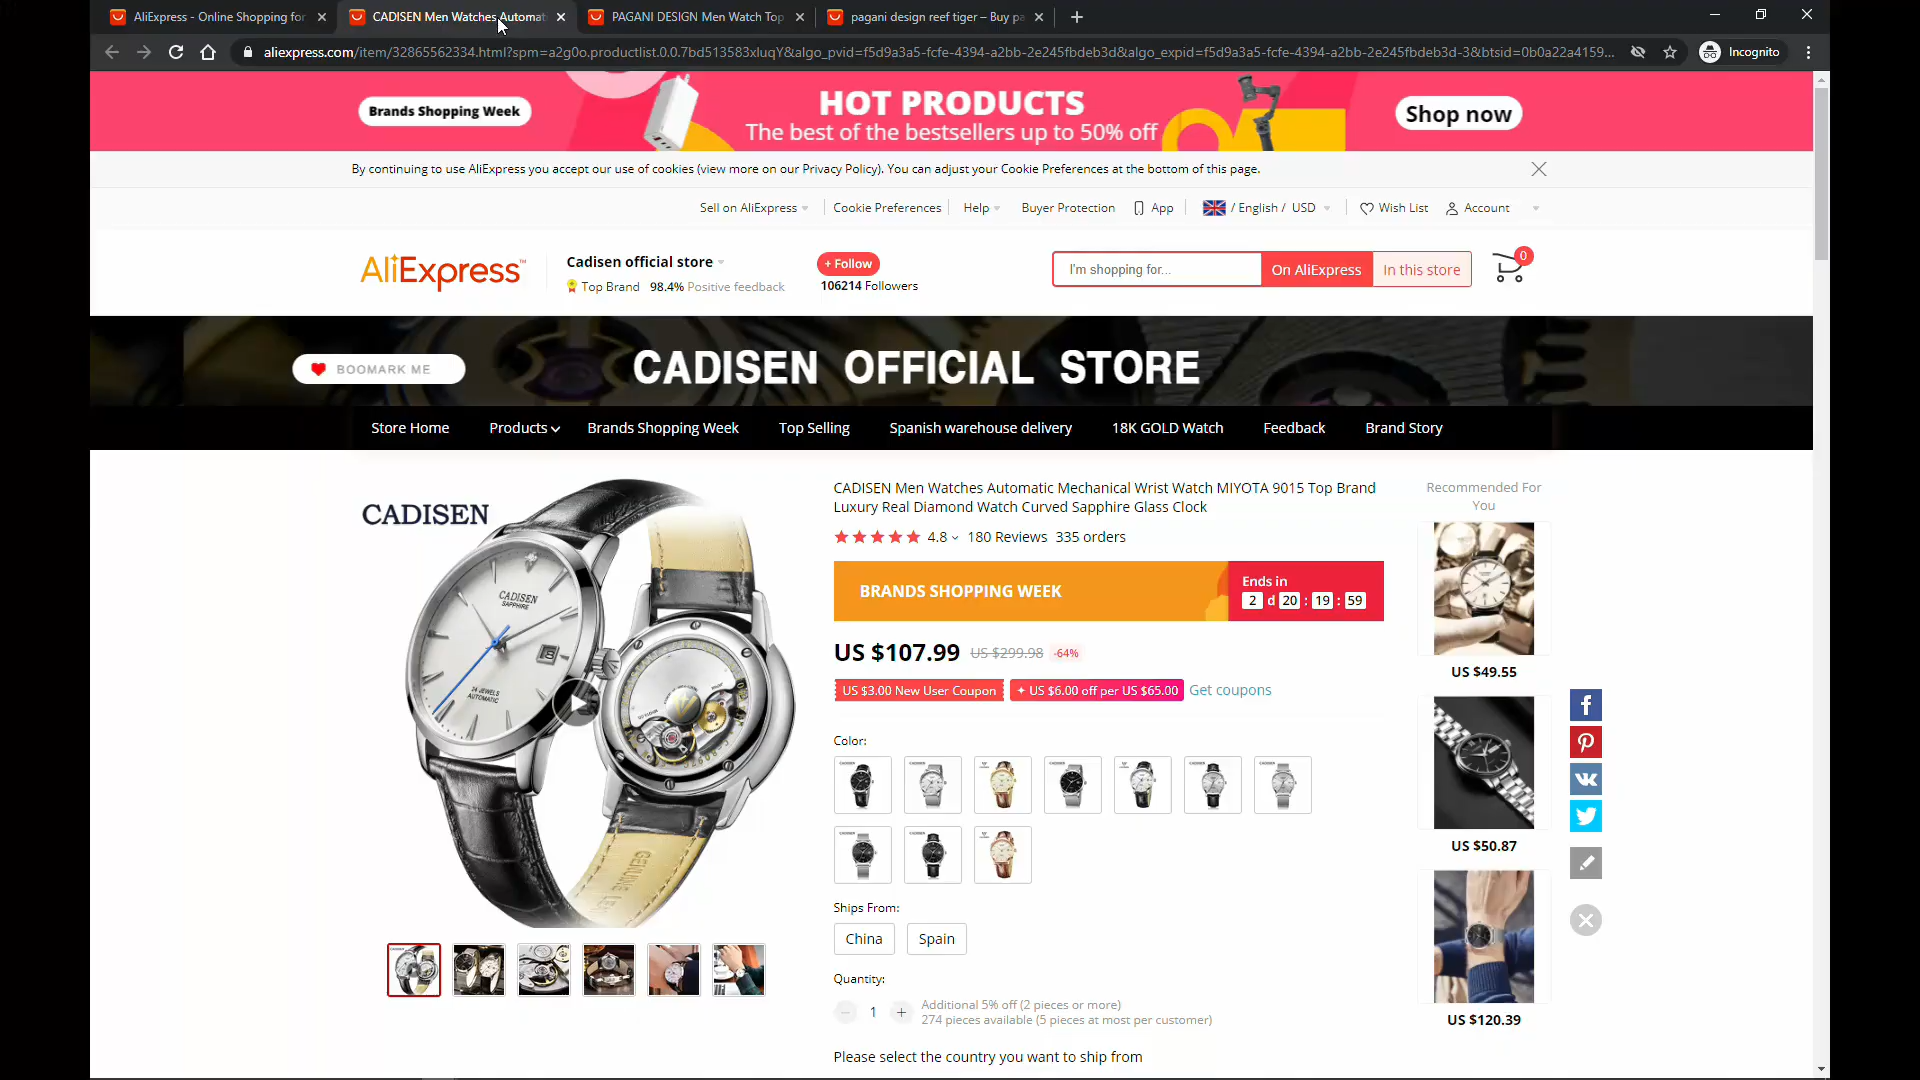 AliExpress - Online Shopping for
CADISEN Men Watches Automat
PAGANI DESIGN Men Watch Top
pagani design reef tiger – Buy pa
aliexpress.com/item/32865562334.html?spm=a2g0o.productlist.0.0.7bd513583xluqY&algo_pvid=f5d9a3a5-fcfe-4394-a2bb-2e245fbdeb3d&algo_expid=f5d9a3a5-fcfe-4394-a2bb-2e245fbdeb3d-3&btsid=0b0a22a4159...
Incognito
Brands Shopping Week
HOT PRODUCTS
The best of the bestsellers up to 50% off
Shop now
By continuing to use AliExpress you accept our use of cookies (view more on our Privacy Policy). You can adjust your Cookie Preferences at the bottom of this page.
Sell on AliExpress
Cookie Preferences
Help
Buyer Protection
App
/ English / USD
Wish List
Account
AliExpress™
Cadisen official store
Top Brand 98.4% Positive feedback
+ Follow
106214 Followers
I'm shopping for...
On AliExpress
In this store
0
BOOMARK ME
CADISEN OFFICIAL STORE
Store Home
Products
Brands Shopping Week
Top Selling
Spanish warehouse delivery
18K GOLD Watch
Feedback
Brand Story
CADISEN
CADISEN
SAPPHIRE
8
24 JEWELS
AUTOMATIC
CADISEN Men Watches Automatic Mechanical Wrist Watch MIYOTA 9015 Top Brand
Luxury Real Diamond Watch Curved Sapphire Glass Clock
4.8 180 Reviews 335 orders
BRANDS SHOPPING WEEK
Ends in
2 d 20 : 19 : 59
US $107.99 US $299.98 -64%
US $3.00 New User Coupon
US $6.00 off per US $65.00
Get coupons
Color:
Ships From:
China
Spain
Quantity:
− 1 +
Additional 5% off (2 pieces or more)
274 pieces available (5 pieces at most per customer)
Please select the country you want to ship from
Recommended For
You
US $49.55
US $50.87
US $120.39